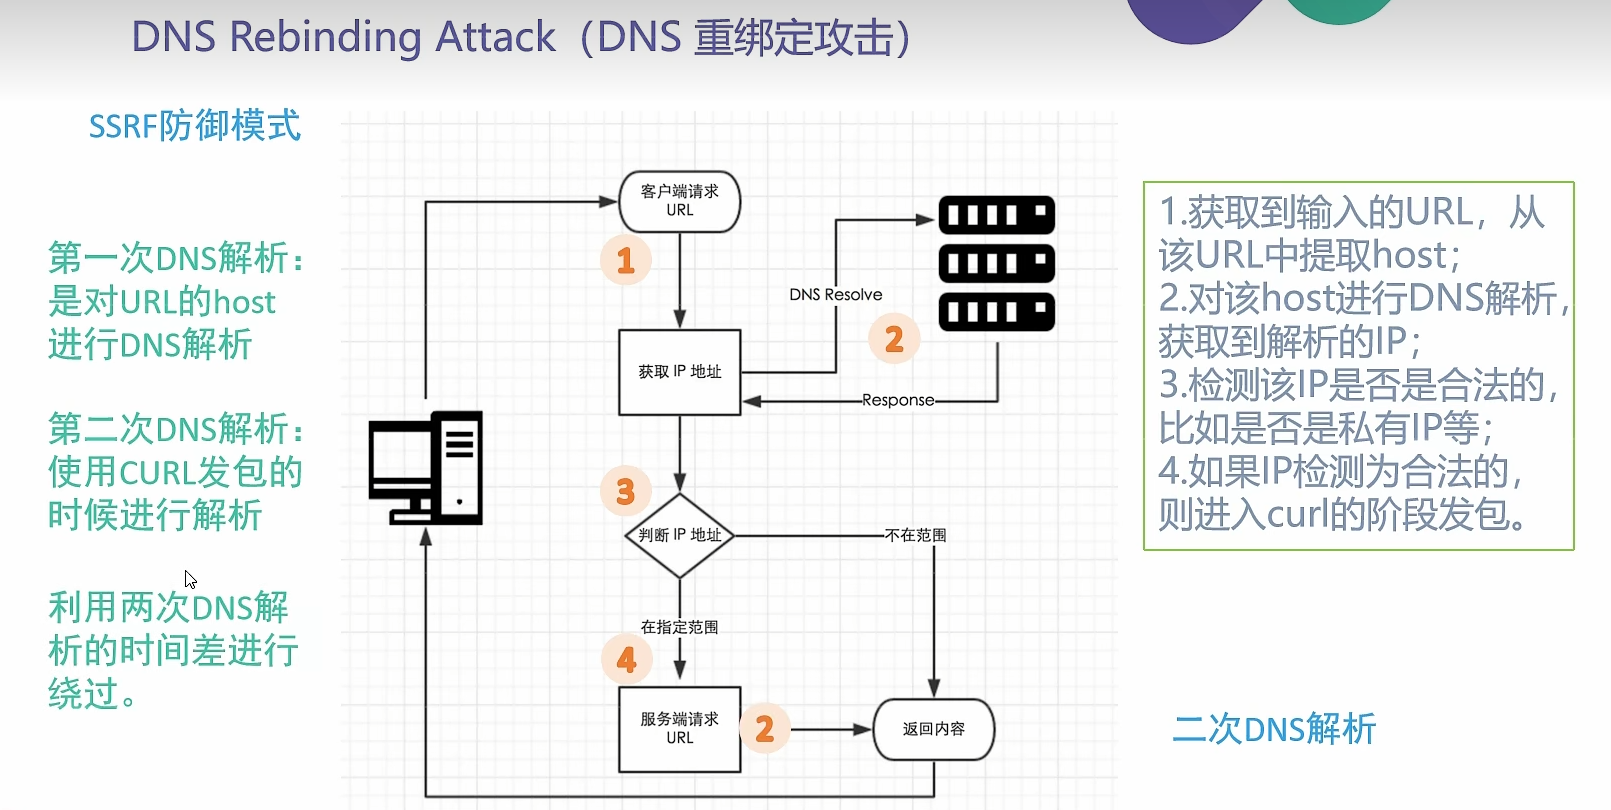 DNS Rebinding Attack（DNS 重绑定攻击）
SSRF防御模式
第一次DNS解析：
是对URL的host
进行DNS解析
第二次DNS解析：
使用CURL发包的
时候进行解析
利用两次DNS解
析的时间差进行
绕过。
客户端请求
URL
1
DNS Resolve
2
获取 IP 地址
Response
3
判断 IP 地址
不在范围
在指定范围
4
服务端请求
URL
2
返回内容
1.获取到输入的URL，从
该URL中提取host；
2.对该host进行DNS解析，
获取到解析的IP；
3.检测该IP是否是合法的，
比如是否是私有IP等；
4.如果IP检测为合法的，
则进入curl的阶段发包。
二次DNS解析